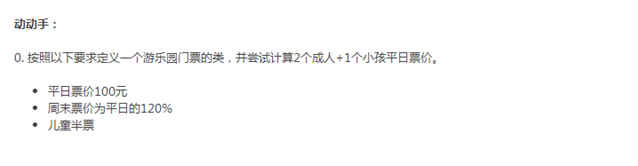 动动手：
0. 按照以下要求定义一个游乐园门票的类，并尝试计算2个成人+1个小孩平日票价。
• 平日票价100元
• 周末票价为平日的120%
• 儿童半票